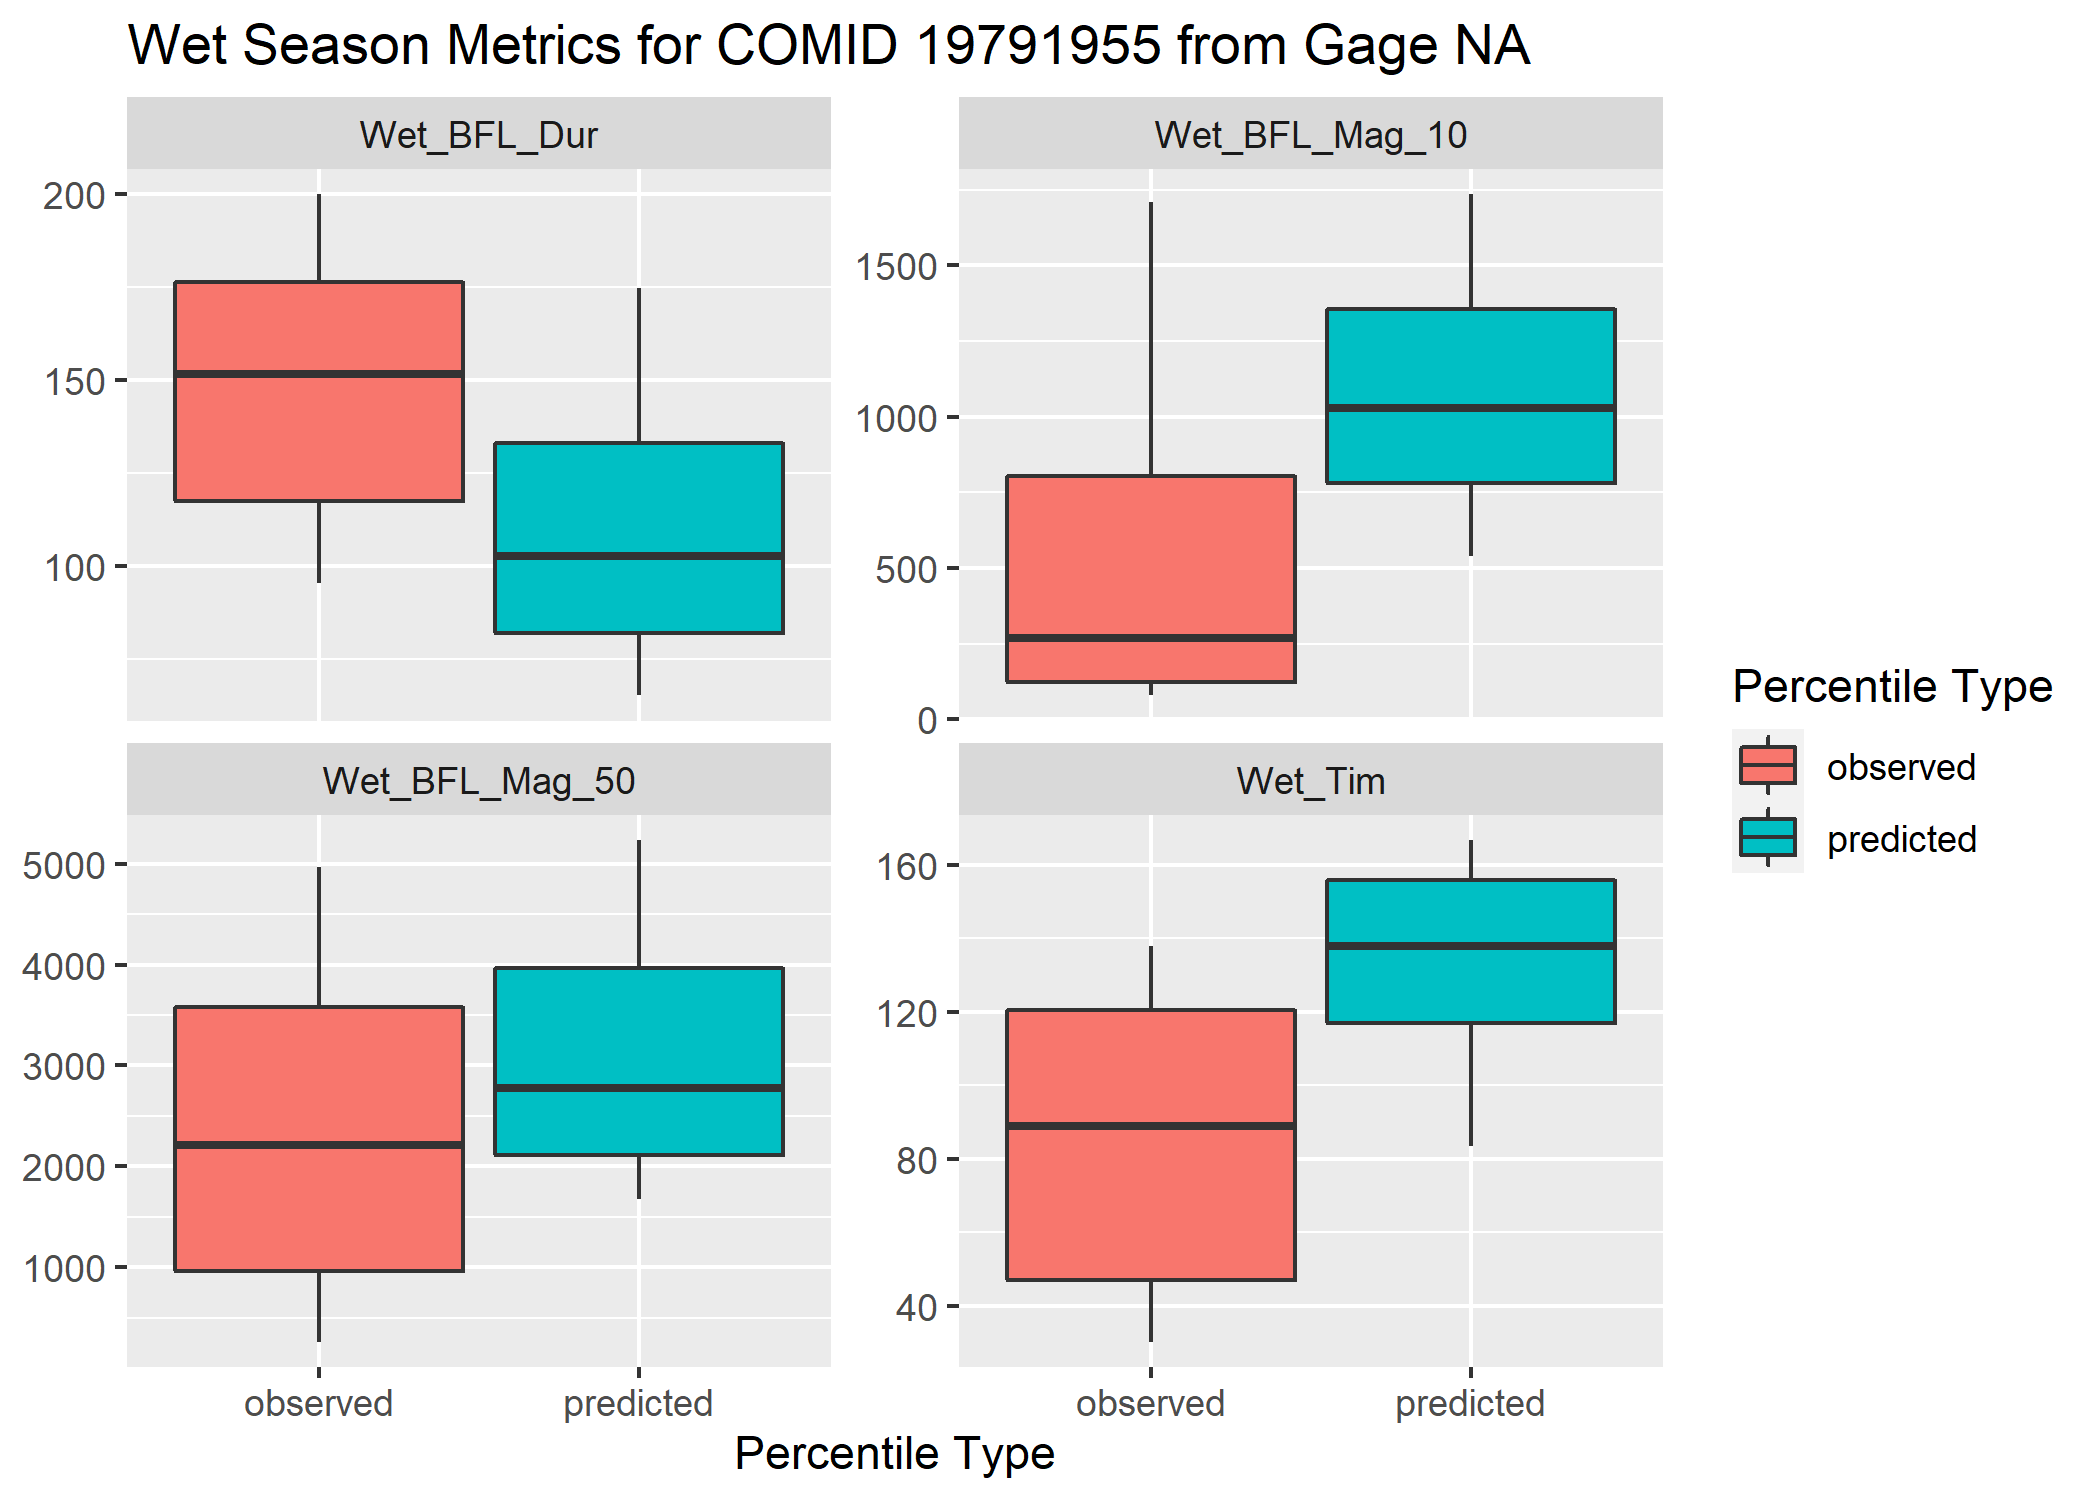 Wet Season Metrics for COMID 19791955 from Gage NA
Wet_BFL_Dur
200
150
100
Wet_BFL_Mag_10
1500
1000
500
0
Wet_BFL_Mag_50
5000
4000
3000
2000
1000
observed predicted
Wet_Tim
160
120
80
40
observed predicted
Percentile Type
Percentile Type
observed
predicted